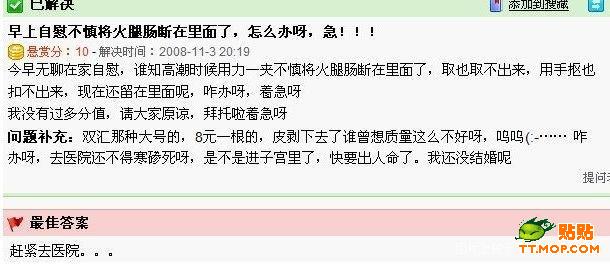 已解决
添加到搜藏
早上自慰不慎将火腿肠断在里面了，怎么办呀，急！！！
悬赏分：10 - 解决时间：2008-11-3 20:19
今早无聊在家自慰，谁知高潮时候用力一夹不慎将火腿肠断在里面了，取也取不出来，用手抠也
扣不出来，现在还留在里面呢，咋办呀，着急呀
我没有过多分值，请大家原谅，拜托啦着急呀
问题补充：双汇那种大号的，8元一根的，皮剥下去了谁曾想质量这么不好呀，呜呜(:-…… 咋
办呀，去医院还不得寒碜死呀，是不是进子宫里了，快要出人命了。我还没结婚呢
提问
最佳答案
赶紧去医院。。。
贴贴
TT.MOP.COM